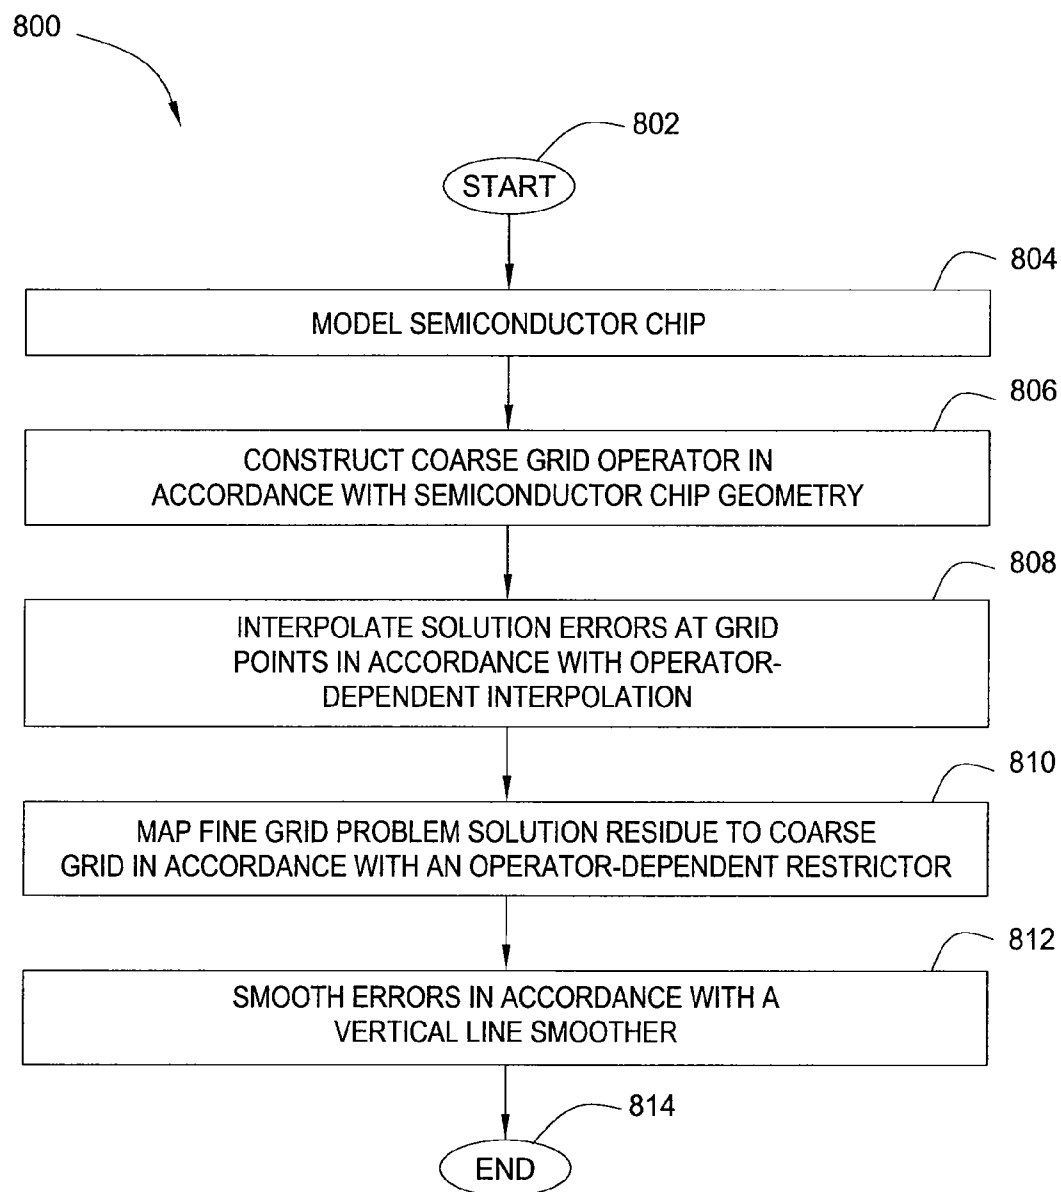 800
802
START
804
MODEL SEMICONDUCTOR CHIP
806
CONSTRUCT COARSE GRID OPERATOR IN
ACCORDANCE WITH SEMICONDUCTOR CHIP GEOMETRY
808
INTERPOLATE SOLUTION ERRORS AT GRID
POINTS IN ACCORDANCE WITH OPERATOR-
DEPENDENT INTERPOLATION
810
MAP FINE GRID PROBLEM SOLUTION RESIDUE TO COARSE
GRID IN ACCORDANCE WITH AN OPERATOR-DEPENDENT RESTRICTOR
812
SMOOTH ERRORS IN ACCORDANCE WITH A
VERTICAL LINE SMOOTHER
814
END